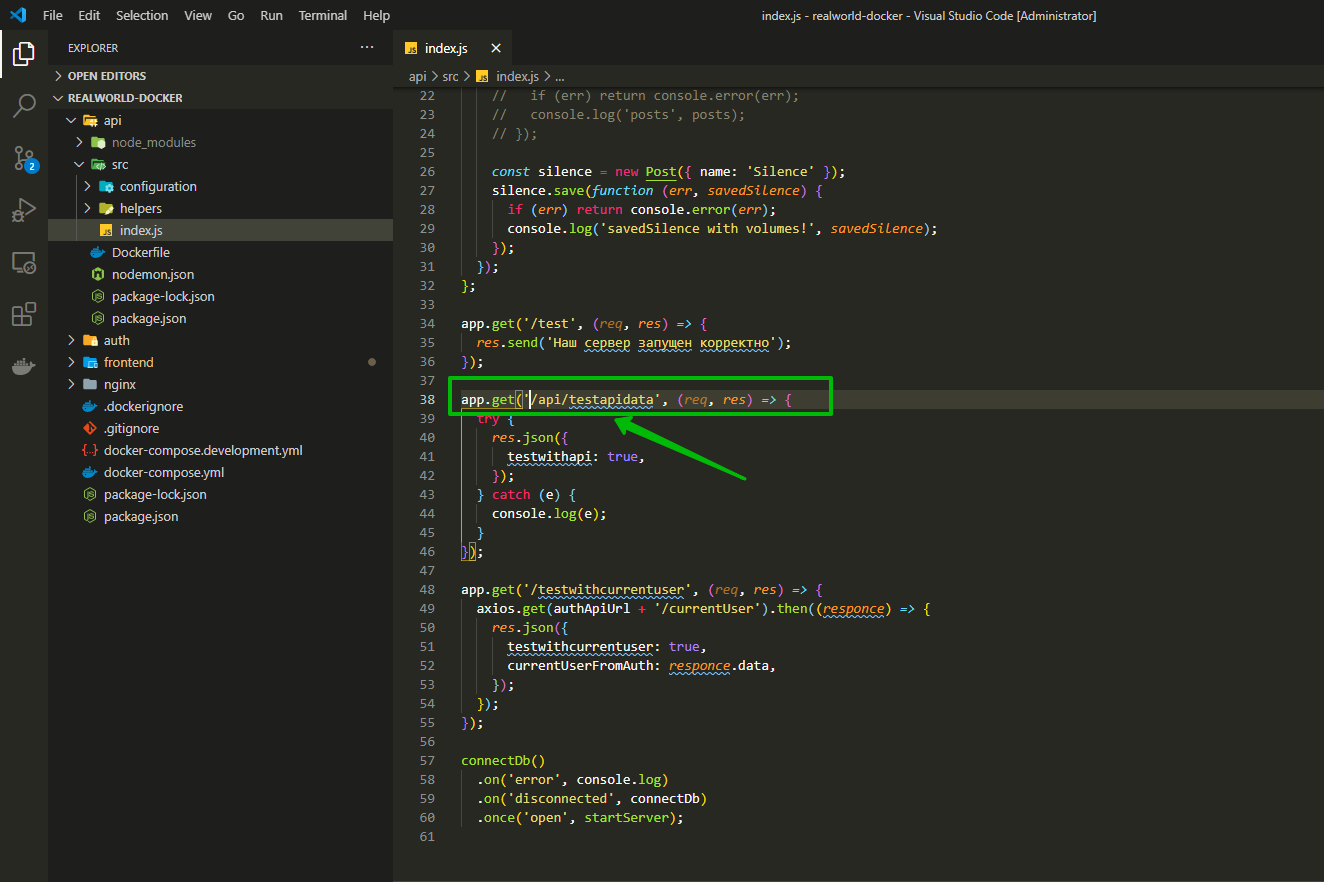 File Edit Selection View Go Run Terminal Help
index.js - realworld-docker - Visual Studio Code [Administrator]
EXPLORER
OPEN EDITORS
REALWORLD-DOCKER
api
node_modules
src
configuration
helpers
JS index.js
Dockerfile
nodemon.json
package-lock.json
package.json
auth
frontend
nginx
.dockerignore
.gitignore
docker-compose.development.yml
docker-compose.yml
package-lock.json
package.json
2
JS index.js
api > src > JS index.js > ...
22 // if (err) return console.error(err);
23 // console.log('posts', posts);
24 // });
25
26 const silence = new Post({ name: 'Silence' });
27 silence.save(function (err, savedSilence) {
28 if (err) return console.error(err);
29 console.log('savedSilence with volumes!', savedSilence);
30 });
31 });
32 };
33
34 app.get('/test', (req, res) => {
35 res.send('Наш сервер запущен корректно');
36 });
37
38 app.get('/api/testapidata', (req, res) => {
39 try {
40 res.json({
41 testwithapi: true,
42 });
43 } catch (e) {
44 console.log(e);
45 }
46 });
47
48 app.get('/testwithcurrentuser', (req, res) => {
49 axios.get(authApiUrl + '/currentUser').then((responce) => {
50 res.json({
51 testwithcurrentuser: true,
52 currentUserFromAuth: responce.data,
53 });
54 });
55 });
56
57 connectDb()
58 .on('error', console.log)
59 .on('disconnected', connectDb)
60 .once('open', startServer);
61